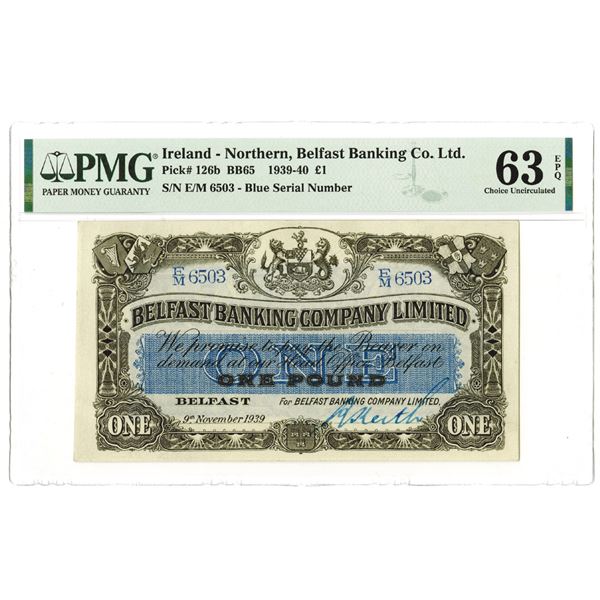 PMG®
PAPER MONEY GUARANTY
Ireland - Northern, Belfast Banking Co. Ltd.
Pick# 126b BB65 1939-40 £1
S/N E/M 6503 - Blue Serial Number
63 EPQ
Choice Uncirculated
E/M 6503 E/M 6503
BELFAST BANKING COMPANY LIMITED
We promise to pay the Bearer on
demand at our Head Office Belfast
ONE
ONE POUND
BELFAST For BELFAST BANKING COMPANY LIMITED,
9th November 1939
ONE ONE